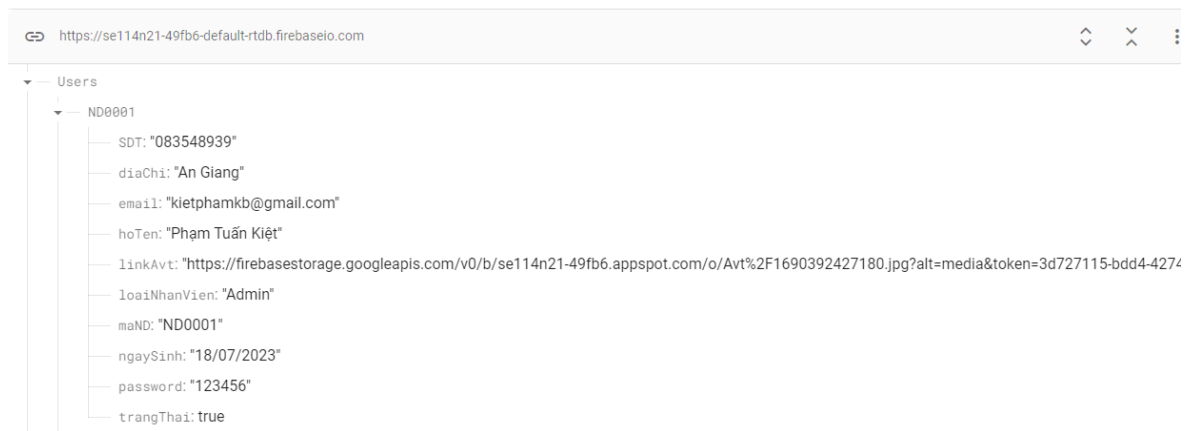 https://se114n21-49fb6-default-rtdb.firebaseio.com
Users
ND0001
SDT: "083548939"
diaChi: "An Giang"
email: "kietphamkb@gmail.com"
hoTen: "Phạm Tuấn Kiệt"
linkAvt: "https://firebasestorage.googleapis.com/v0/b/se114n21-49fb6.appspot.com/o/Avt%2F1690392427180.jpg?alt=media&token=3d727115-bdd4-4274
loaiNhanVien: "Admin"
maND: "ND0001"
ngaySinh: "18/07/2023"
password: "123456"
trangThai: true